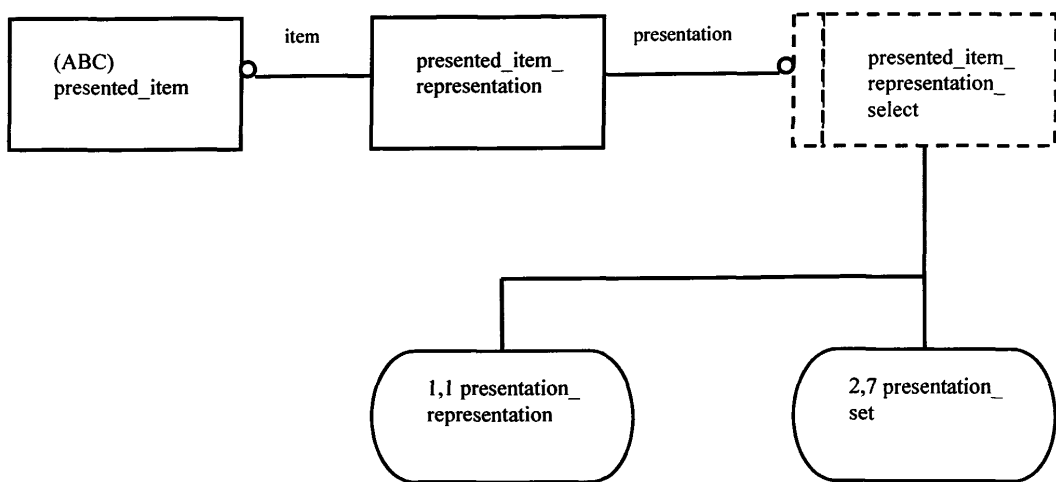 (ABC)
presented_item
item
presented_item_
representation
presentation
presented_item_
representation_
select
1,1 presentation_
representation
2,7 presentation_
set